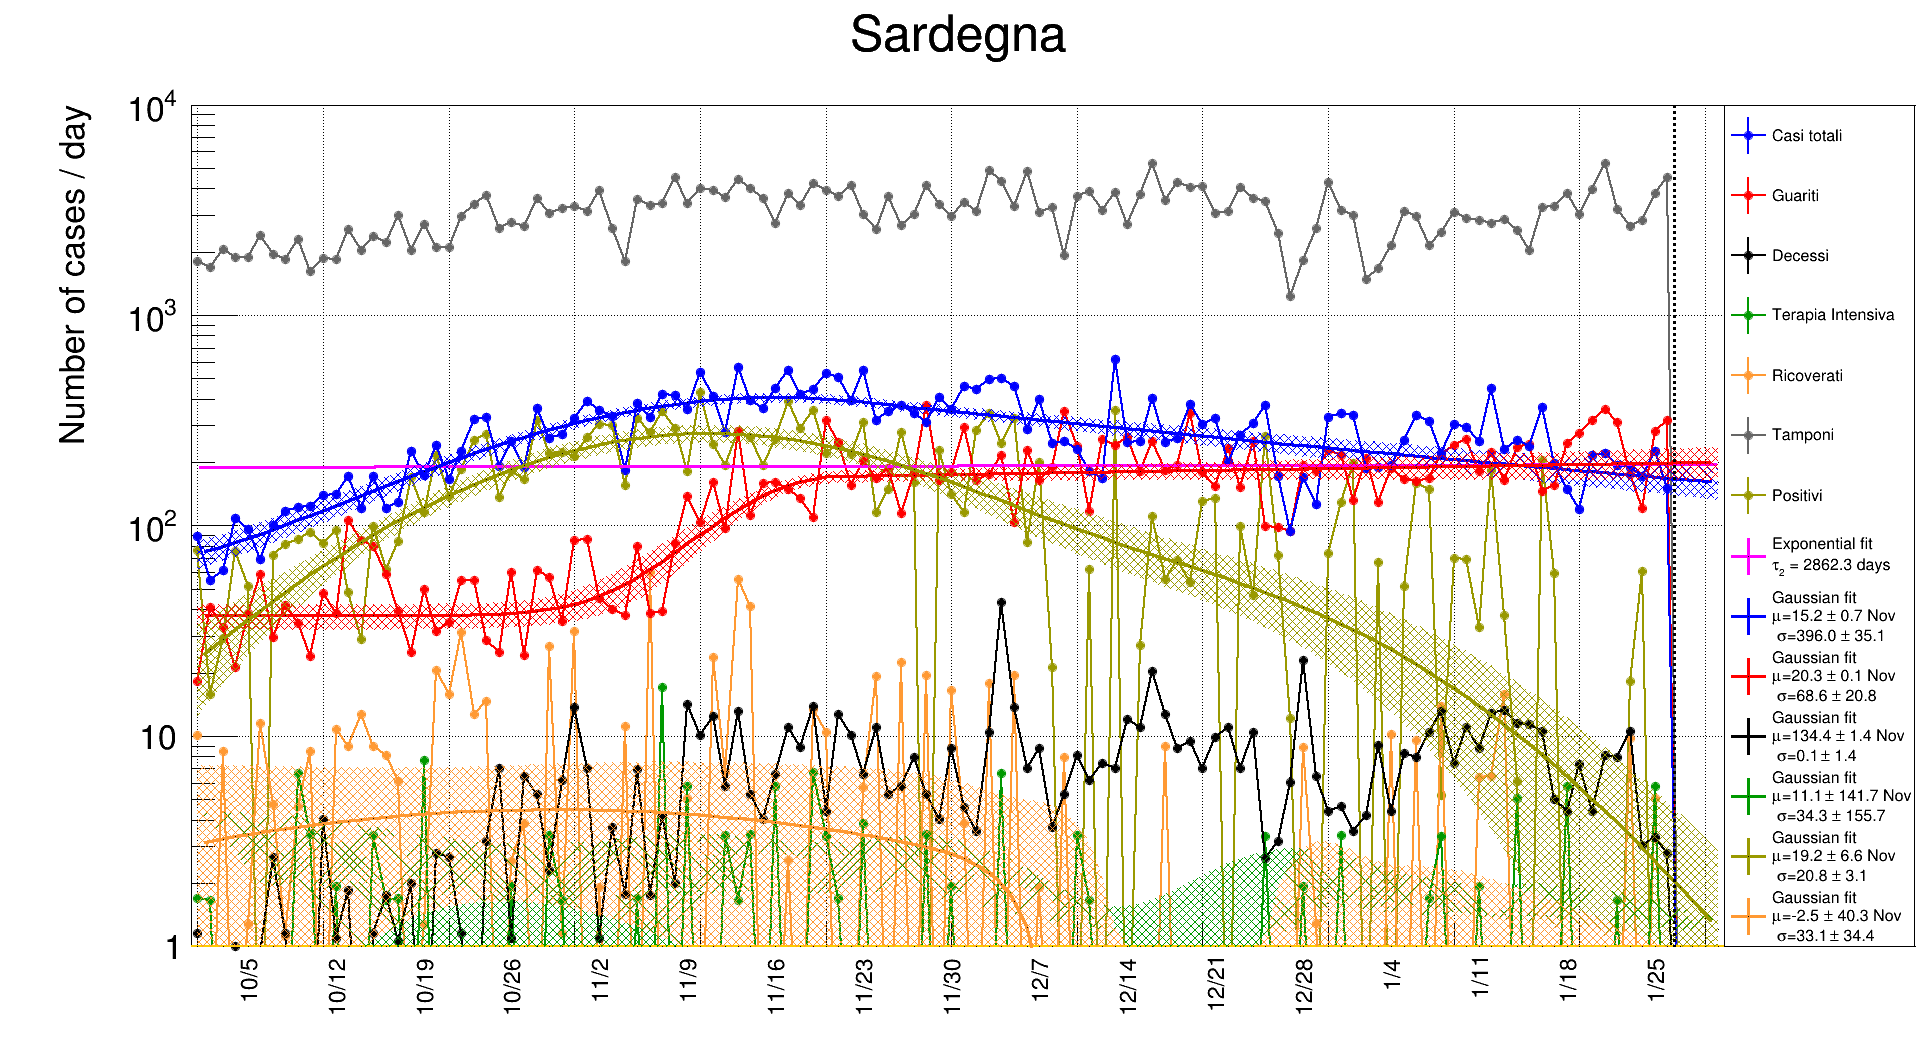 Sardegna
Number of cases / day
10^4
10^3
10^2
10
1
10/5
10/12
10/19
10/26
11/2
11/9
11/16
11/23
11/30
12/7
12/14
12/21
12/28
1/4
1/11
1/18
1/25
Casi totali
Guariti
Decessi
Terapia Intensiva
Ricoverati
Tamponi
Positivi
Exponential fit
τ₂ = 2862.3 days
Gaussian fit
μ=15.2 ± 0.7 Nov
σ=396.0 ± 35.1
Gaussian fit
μ=20.3 ± 0.1 Nov
σ=68.6 ± 20.8
Gaussian fit
μ=134.4 ± 1.4 Nov
σ=0.1 ± 1.4
Gaussian fit
μ=11.1 ± 141.7 Nov
σ=34.3 ± 155.7
Gaussian fit
μ=19.2 ± 6.6 Nov
σ=20.8 ± 3.1
Gaussian fit
μ=-2.5 ± 40.3 Nov
σ=33.1 ± 34.4